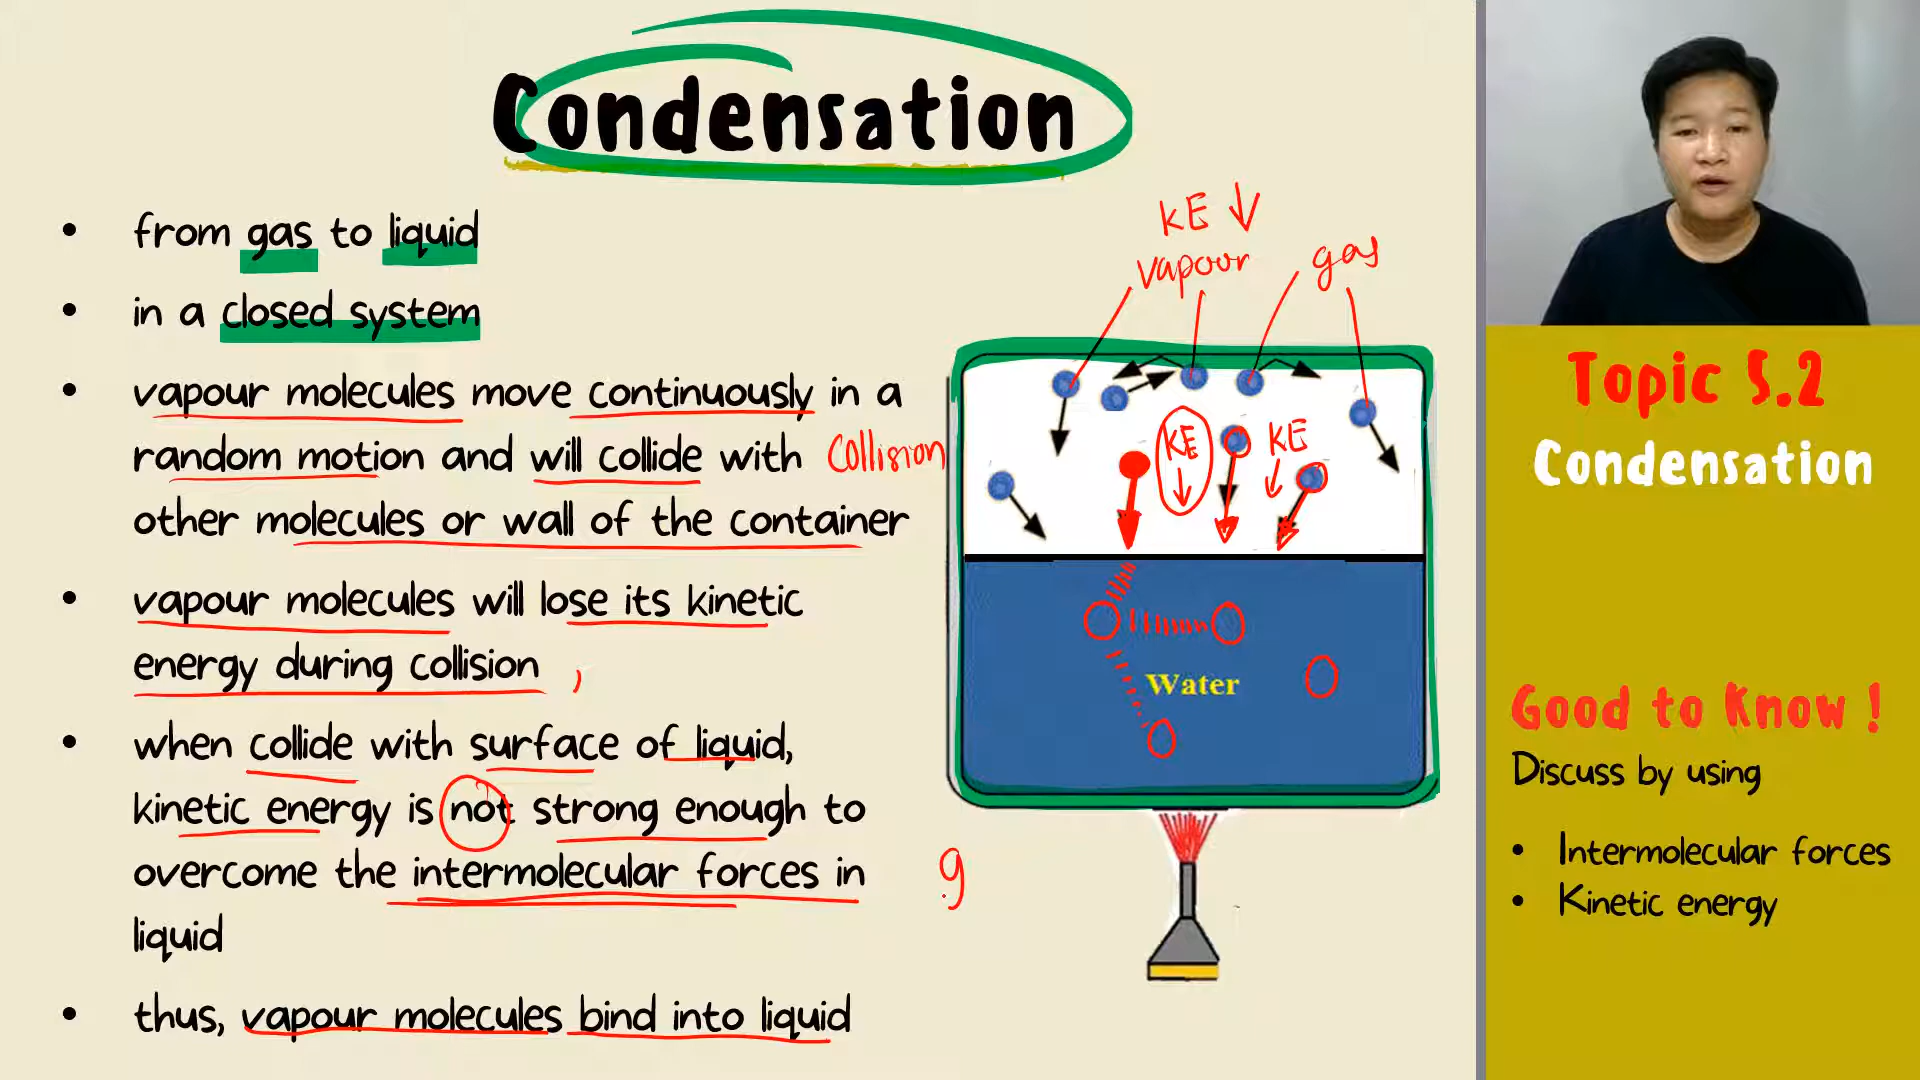 Condensation
• from gas to liquid
• in a closed system
• vapour molecules move continuously in a
random motion and will collide with collision
other molecules or wall of the container
• vapour molecules will lose its kinetic
energy during collision ,
• when collide with surface of liquid,
kinetic energy is not strong enough to
overcome the intermolecular forces in
liquid
• thus, vapour molecules bind into liquid
KE ↓
vapour
gas
KE ↓
KE ↓
Water
g
Topic 5.2
Condensation
Good to Know !
Discuss by using
• Intermolecular forces
• Kinetic energy